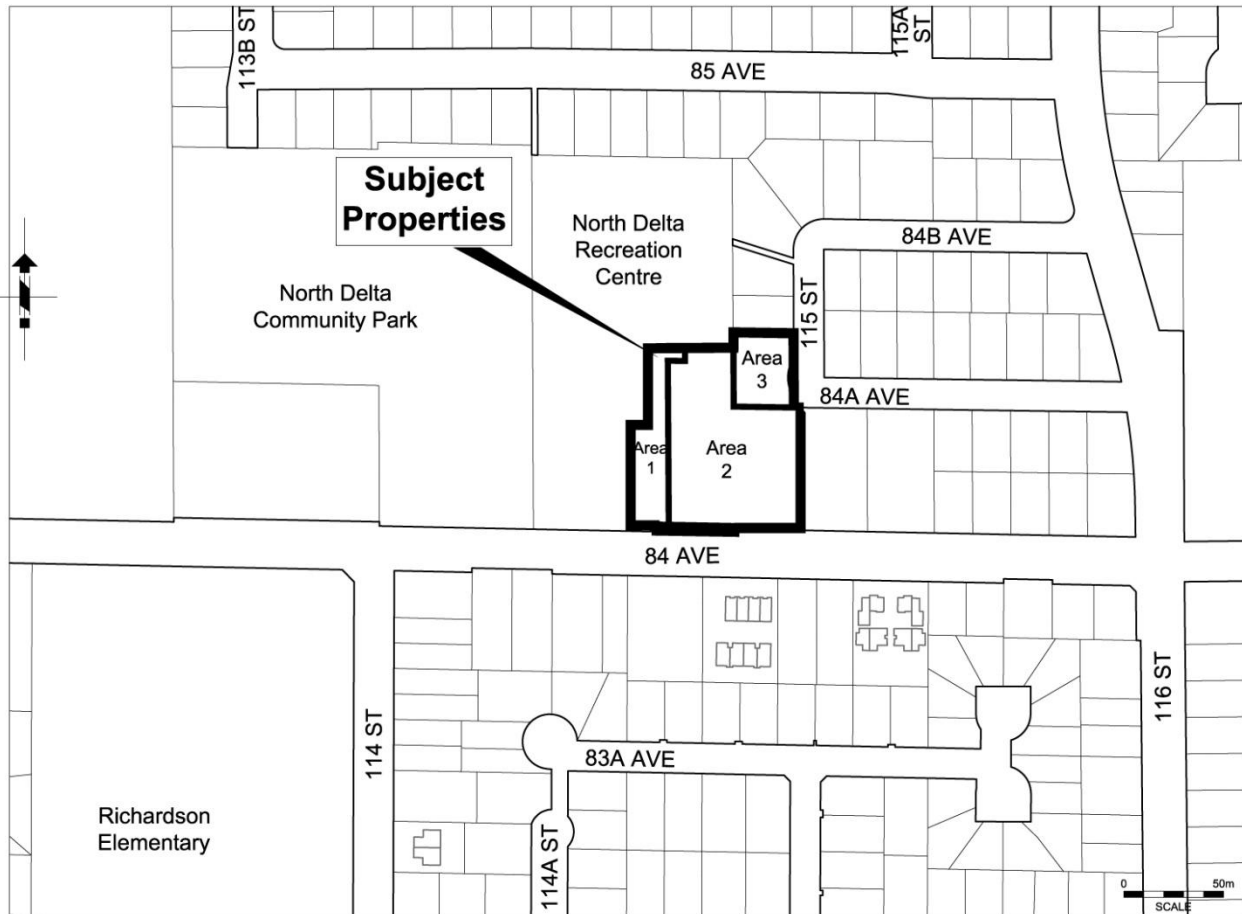 113B ST
115A
ST
85 AVE
Subject
Properties
North Delta
Recreation
Centre
84B AVE
North Delta
Community Park
115 ST
Area
3
84A AVE
Area
1
Area
2
84 AVE
114 ST
116 ST
83A AVE
Richardson
Elementary
114A ST
0 50m
SCALE